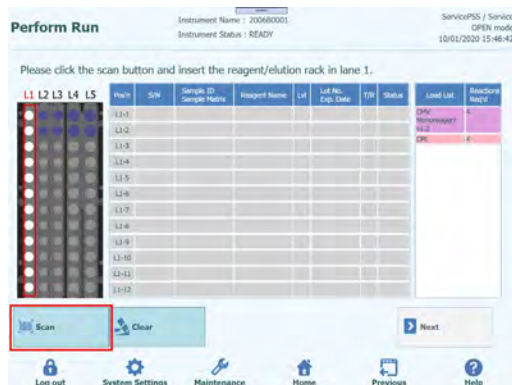 Perform Run
Instrument Name : 200680001
Instrument Status : READY
ServicePSS / Service
OPEN mode
10/01/2020 15:46:42
Please click the scan button and insert the reagent/elution rack in lane 1.
L1 L2 L3 L4 L5
Pos'n S/N Sample ID Sample Matrix Reagent Name Lvl Lot No. Exp. Date T/R Status
Load List Reactions Req'd
L1-1
L1-2
L1-3
L1-4
L1-5
L1-6
L1-7
L1-8
L1-9
L1-10
L1-11
L1-12
CMV 4
Monoreagent
CPE 4
Scan
Clear
Next
Log out
System Settings
Maintenance
Home
Previous
Help